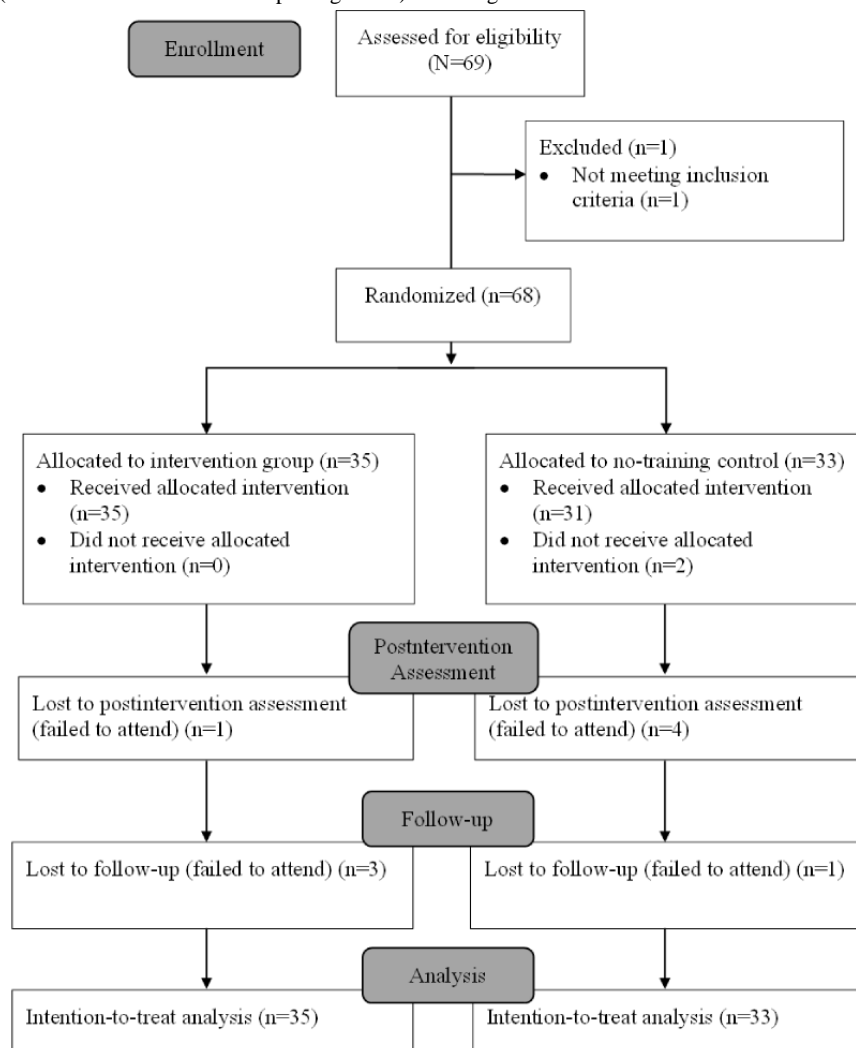 Enrollment
Assessed for eligibility
(N=69)
Excluded (n=1)
• Not meeting inclusion
criteria (n=1)
Randomized (n=68)
Allocated to intervention group (n=35)
• Received allocated intervention
(n=35)
• Did not receive allocated
intervention (n=0)
Allocated to no-training control (n=33)
• Received allocated intervention
(n=31)
• Did not receive allocated
intervention (n=2)
Postntervention
Assessment
Lost to postintervention assessment
(failed to attend) (n=1)
Lost to postintervention assessment
(failed to attend) (n=4)
Follow-up
Lost to follow-up (failed to attend) (n=3)
Lost to follow-up (failed to attend) (n=1)
Analysis
Intention-to-treat analysis (n=35)
Intention-to-treat analysis (n=33)